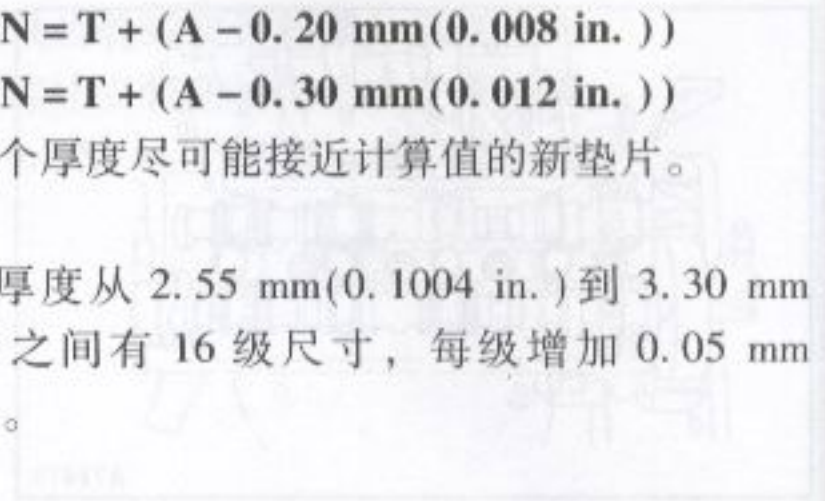 N = T + (A − 0. 20 mm(0. 008 in. ))
N = T + (A − 0. 30 mm(0. 012 in. ))
个厚度尽可能接近计算值的新垫片。
厚度从 2. 55 mm(0. 1004 in. )到 3. 30 mm
之间有 16 级尺寸，每级增加 0. 05 mm
。